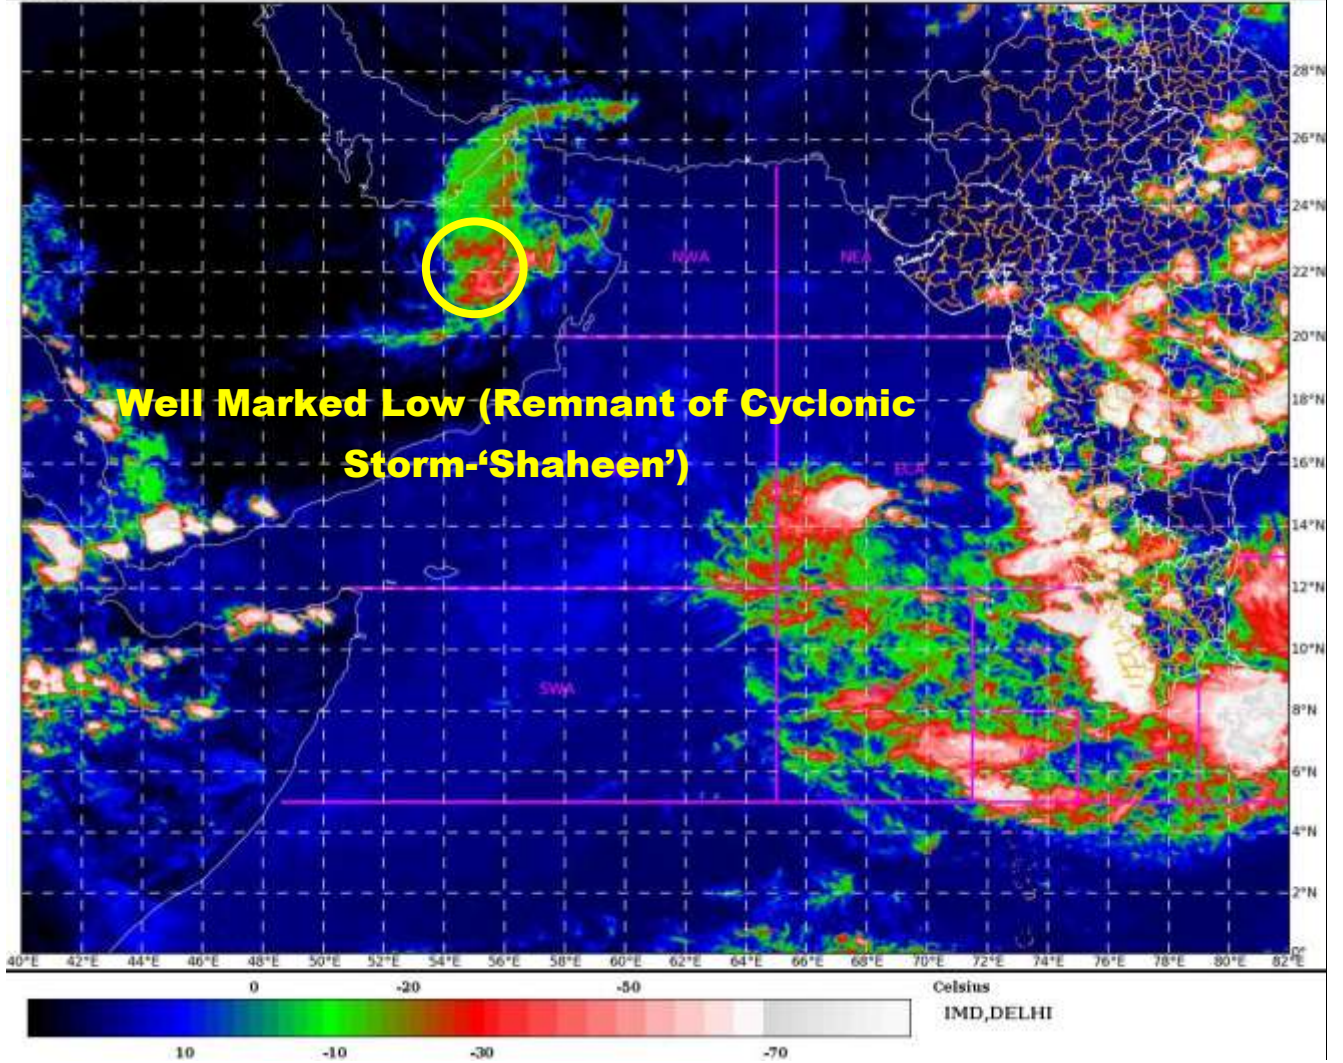 28°N
26°N
24°N
NWA
22°N
20°N
Well Marked Low (Remnant of Cyclonic
18°N
Storm-‘Shaheen’)
16°N
14°N
12°N
10°N
SWA
8°N
6°N
4°N
2°N
0°
40°E 42°E 44°E 46°E 48°E 50°E 52°E 54°E 56°E 58°E 60°E 62°E 64°E 66°E 68°E 70°E 72°E 74°E 76°E 78°E 80°E 82°E
0 -20 -50 Celsius
IMD,DELHI
10 -10 -30 -70